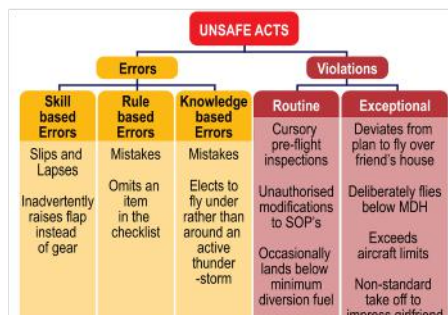 UNSAFE ACTS
Errors
Violations
Skill
based
Errors
Slips and
Lapses
Inadvertently
raises flap
instead
of gear
Rule
based
Errors
Mistakes
Omits an
item
in the
checklist
Knowledge
based
Errors
Mistakes
Elects to
fly under
rather than
around an
active
thunder
-storm
Routine
Cursory
pre-flight
inspections
Unauthorised
modifications
to SOP's
Occasionally
lands below
minimum
diversion fuel
Exceptional
Deviates from
plan to fly over
friend's house
Deliberately flies
below MDH
Exceeds
aircraft limits
Non-standard
take off to
impress girlfriend